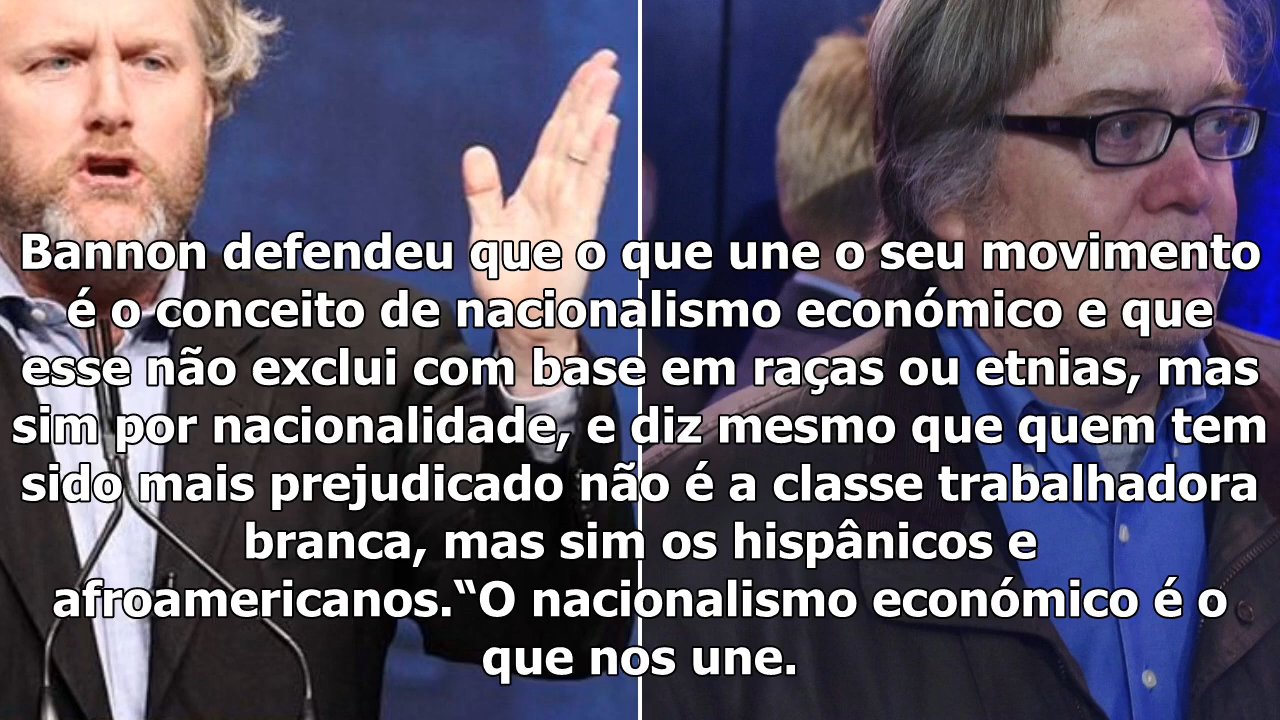 Bannon defendeu que o que une o seu movimento
é o conceito de nacionalismo económico e que
esse não exclui com base em raças ou etnias, mas
sim por nacionalidade, e diz mesmo que quem tem
sido mais prejudicado não é a classe trabalhadora
branca, mas sim os hispânicos e
afroamericanos.“O nacionalismo económico é o
que nos une.